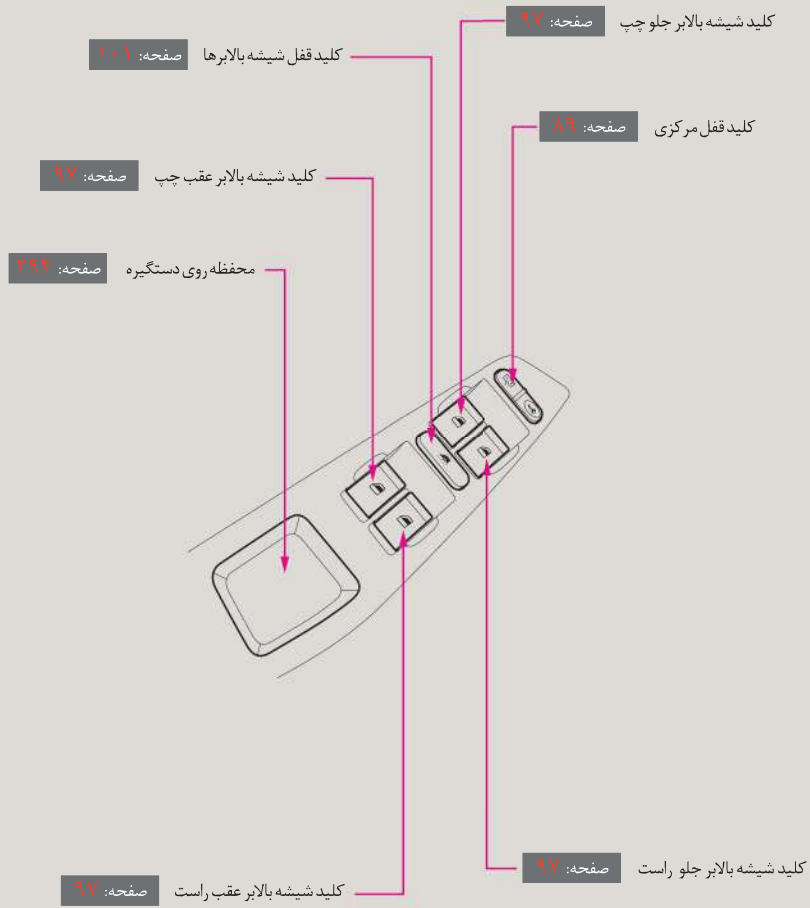 کلید شیشه بالابر جلو چپ صفحه: ۹۷
کلید قفل شیشه بالابرها صفحه: ۱۰۱
کلید قفل مرکزی صفحه: ۸۹
کلید شیشه بالابر عقب چپ صفحه: ۹۷
محفظه روی دستگیره صفحه: ۲۹۴
کلید شیشه بالابر جلو راست صفحه: ۹۷
کلید شیشه بالابر عقب راست صفحه: ۹۷